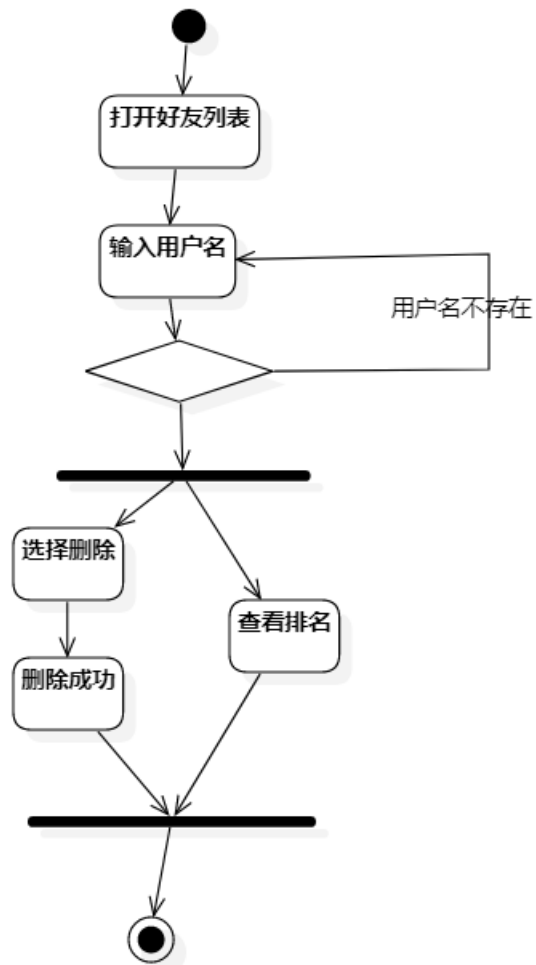 打开好友列表
输入用户名
用户名不存在
选择删除
查看排名
删除成功